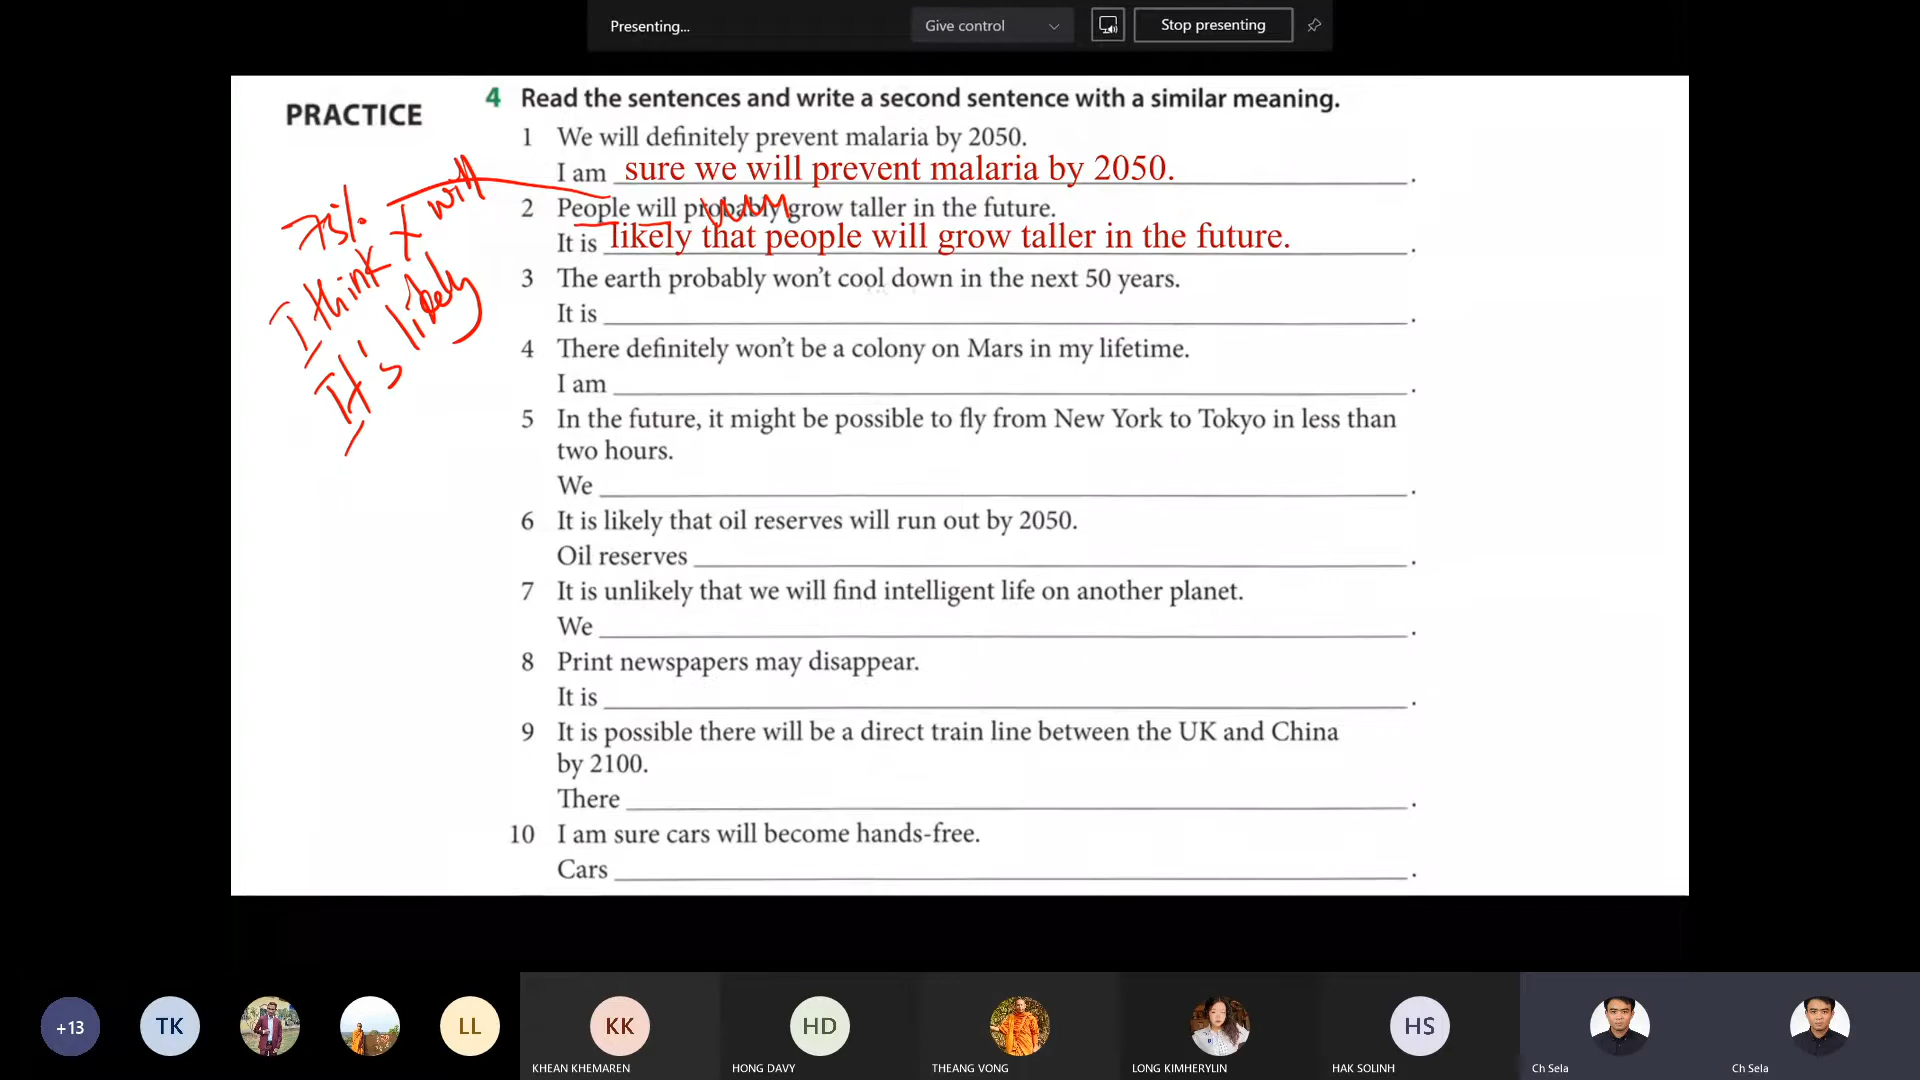 Presenting...
Give control
Stop presenting
PRACTICE
4 Read the sentences and write a second sentence with a similar meaning.
1 We will definitely prevent malaria by 2050.
I am sure we will prevent malaria by 2050. .
2 People will probably grow taller in the future.
It is likely that people will grow taller in the future. .
3 The earth probably won't cool down in the next 50 years.
It is .
4 There definitely won't be a colony on Mars in my lifetime.
I am .
5 In the future, it might be possible to fly from New York to Tokyo in less than
two hours.
We .
6 It is likely that oil reserves will run out by 2050.
Oil reserves .
7 It is unlikely that we will find intelligent life on another planet.
We .
8 Print newspapers may disappear.
It is .
9 It is possible there will be a direct train line between the UK and China
by 2100.
There .
10 I am sure cars will become hands-free.
Cars .
75%
I think + will
It's likely
+13
TK
LL
KK
HD
HS
KHEAN KHEMAREN
HONG DAVY
THEANG VONG
LONG KIMHERYLIN
HAK SOLINH
Ch Sela
Ch Sela